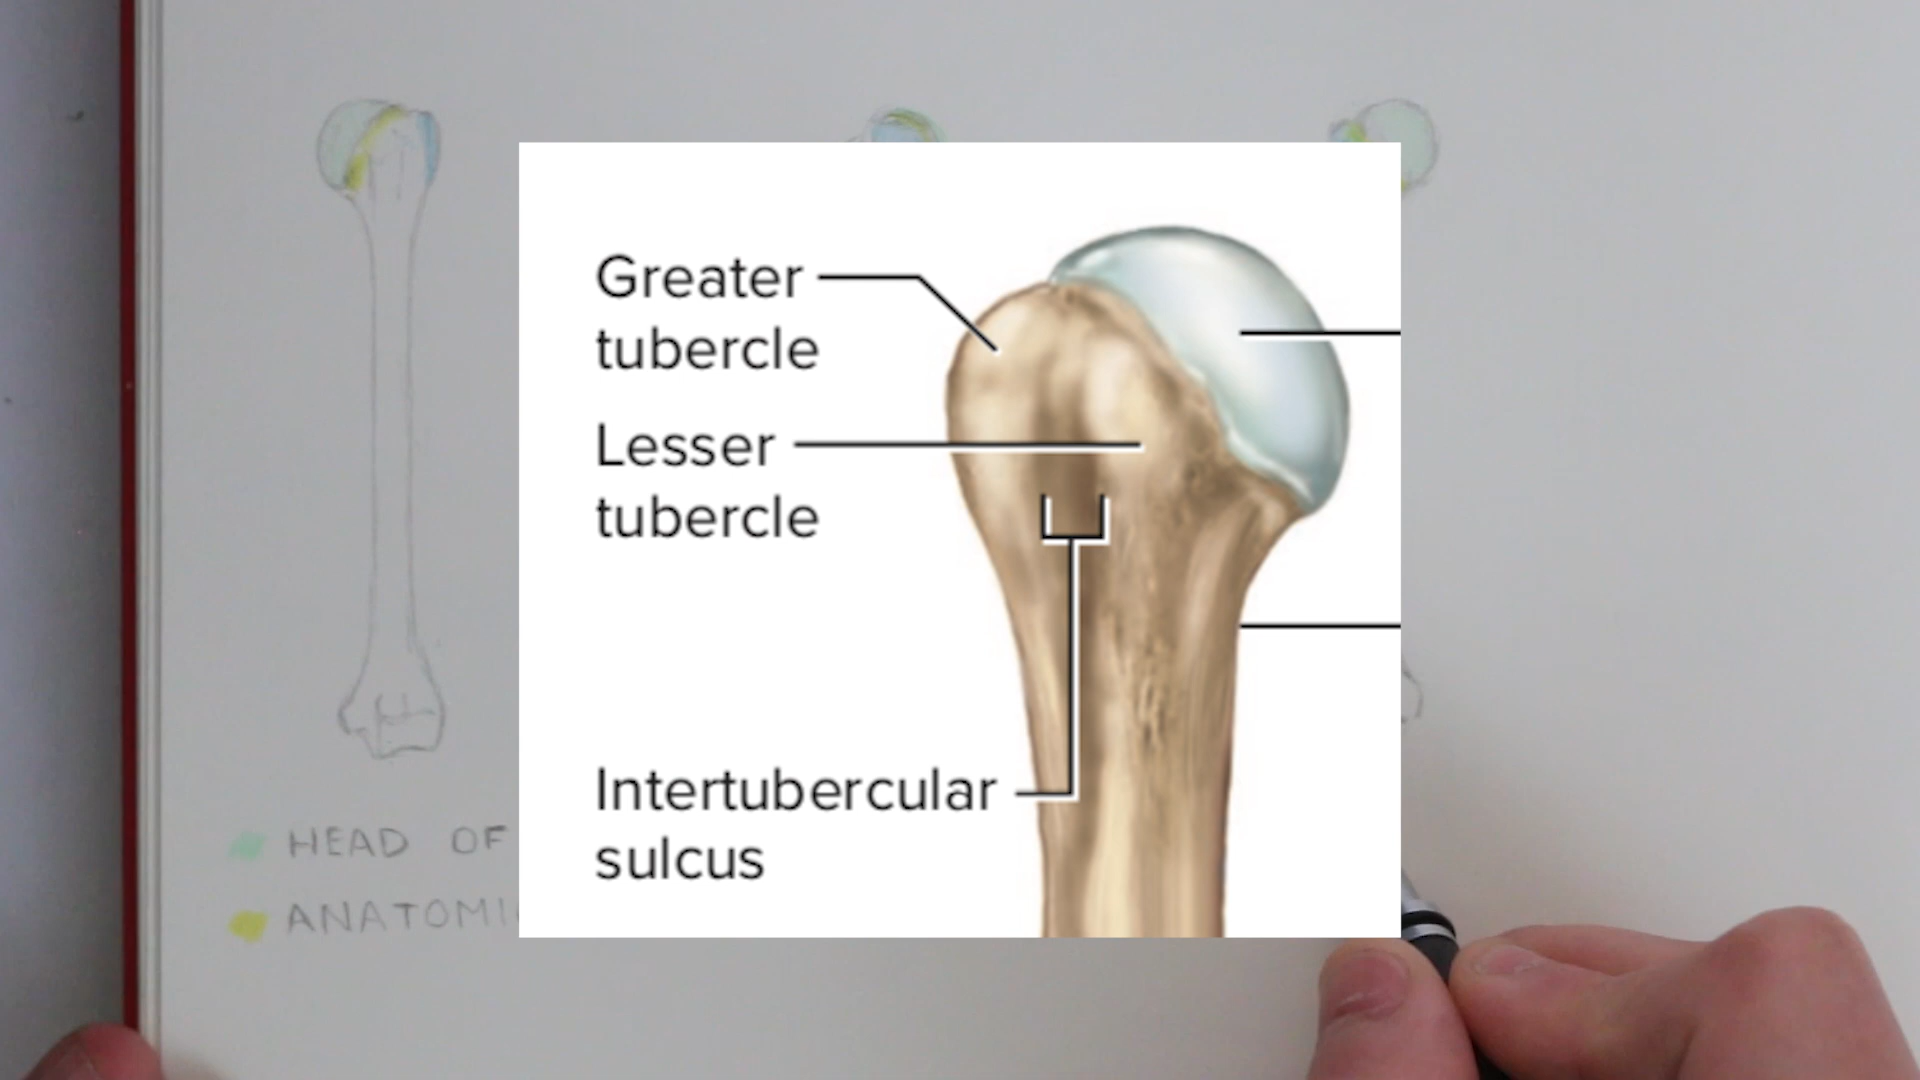 Greater
tubercle
Lesser
tubercle
Intertubercular
sulcus
HEAD OF
ANATOMI